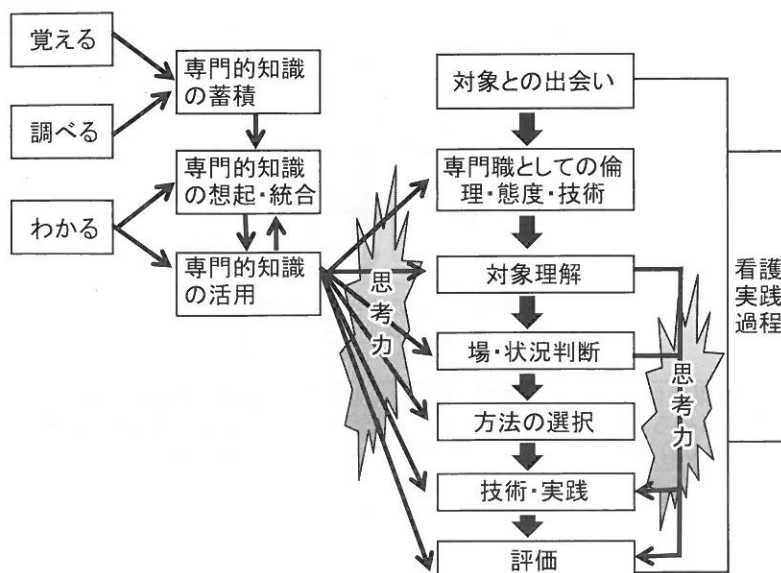 覚える
調べる
わかる
専門的知識
の蓄積
専門的知識
の想起・統合
専門的知識
の活用
思考力
対象との出会い
専門職としての倫
理・態度・技術
対象理解
場・状況判断
方法の選択
技術・実践
評価
思考力
看護
実践
過程